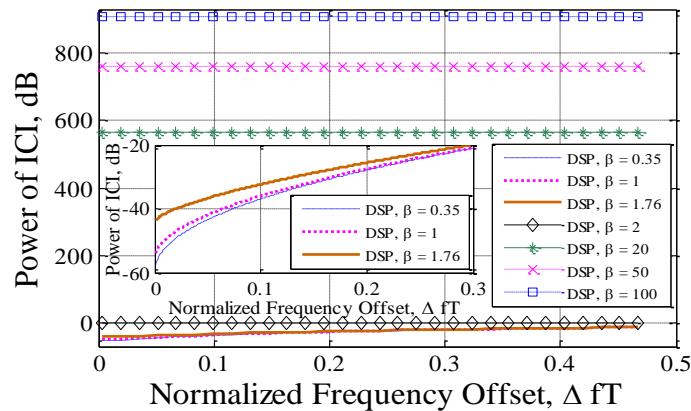 Power of ICI, dB
800
600
400
200
0
0
0.1
0.2
0.3
0.4
0.5
Normalized Frequency Offset, Δ fT
Power of ICI, dB
-20
-40
-60
0
0.1
0.2
0.3
Normalized Frequency Offset, Δ fT
DSP, β = 0.35
DSP, β = 1
DSP, β = 1.76
DSP, β = 0.35
DSP, β = 1
DSP, β = 1.76
DSP, β = 2
DSP, β = 20
DSP, β = 50
DSP, β = 100